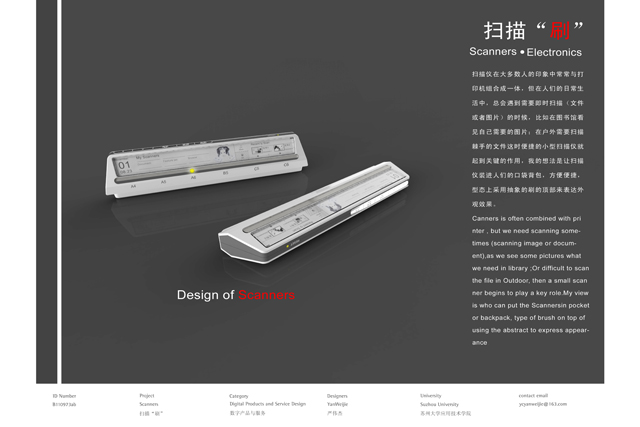 扫描“刷”
Scanners • Electronics
扫描仪在大多数人的印象中常常与打
印机组合成一体，但在人们的日常生
活中，总会遇到需要即时扫描（文件
或者图片）的时候，比如在图书馆看
见自己需要的图片；在户外需要扫描
棘手的文件这时便捷的小型扫描仪就
起到关键的作用，我的想法是让扫描
仪装进人们的口袋背包，方便便捷，
型态上采用抽象的刷的顶部来表达外
观效果。
Canners is often combined with pri
nter , but we need scanning some-
times (scanning image or docum-
ent),as we see some pictures what
we need in library ;Or difficult to scan
the file in Outdoor, then a small scan
ner begins to play a key role.My view
is who can put the Scannersin pocket
or backpack, type of brush on top of
using the abstract to express appear-
ance
01
A4 A5 A6 B5 C5 C6
Design of Scanners
ID Number
Project
Scanners
扫描“刷”
Category
Digital Products and Service Design
数字产品与服务
Designers
YanWeijie
严伟杰
University
Suzhou University
苏州大学应用技术学院
contact email
ycyanweijie@163.com